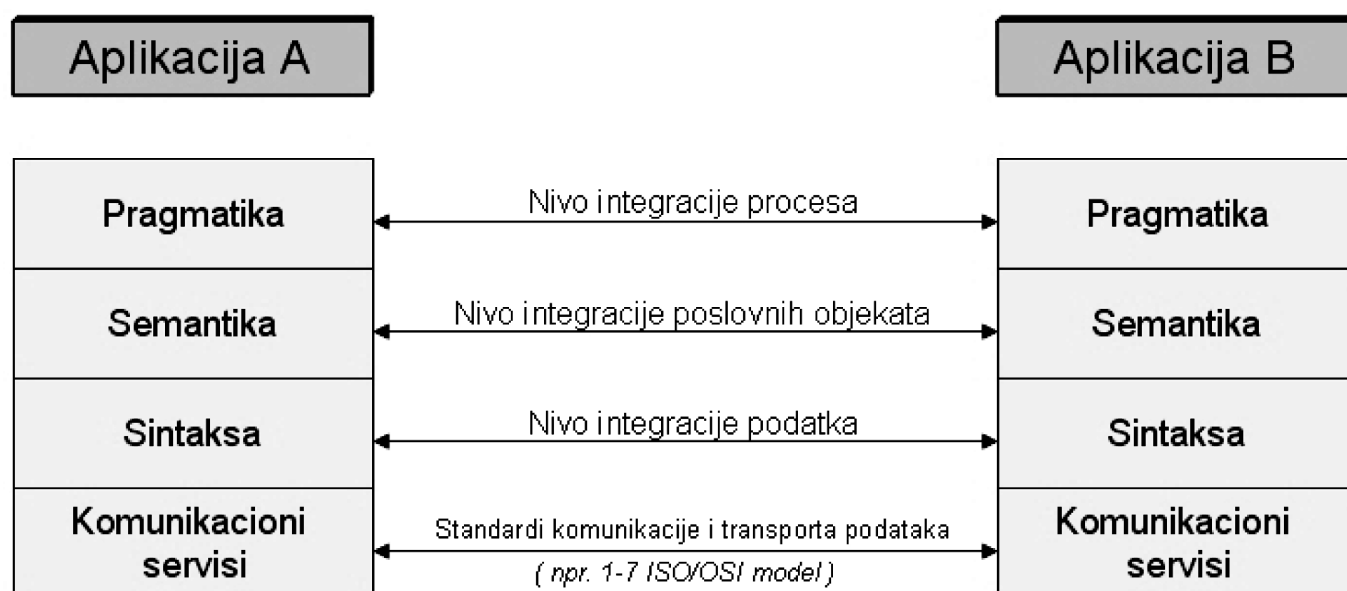 Aplikacija A
Aplikacija B
Pragmatika
Nivo integracije procesa
Pragmatika
Semantika
Nivo integracije poslovnih objekata
Semantika
Sintaksa
Nivo integracije podatka
Sintaksa
Komunikacioni
servisi
Standardi komunikacije i transporta podataka
( npr. 1-7 ISO/OSI model )
Komunikacioni
servisi